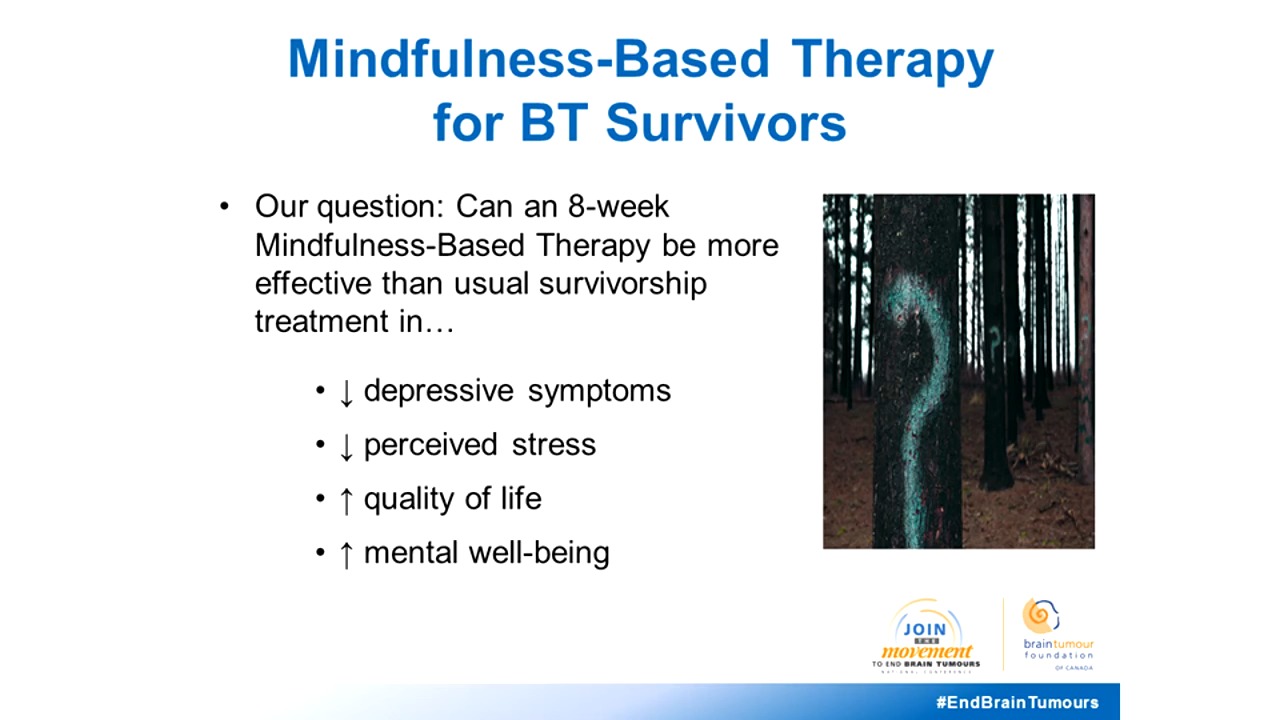 Mindfulness-Based Therapy
for BT Survivors
• Our question: Can an 8-week
Mindfulness-Based Therapy be more
effective than usual survivorship
treatment in…
• ↓ depressive symptoms
• ↓ perceived stress
• ↑ quality of life
• ↑ mental well-being
?
?
JOIN
THE
movement
TO END BRAIN TUMOURS
NATIONAL CONFERENCE
braintumour
foundation
OF CANADA
#EndBrainTumours